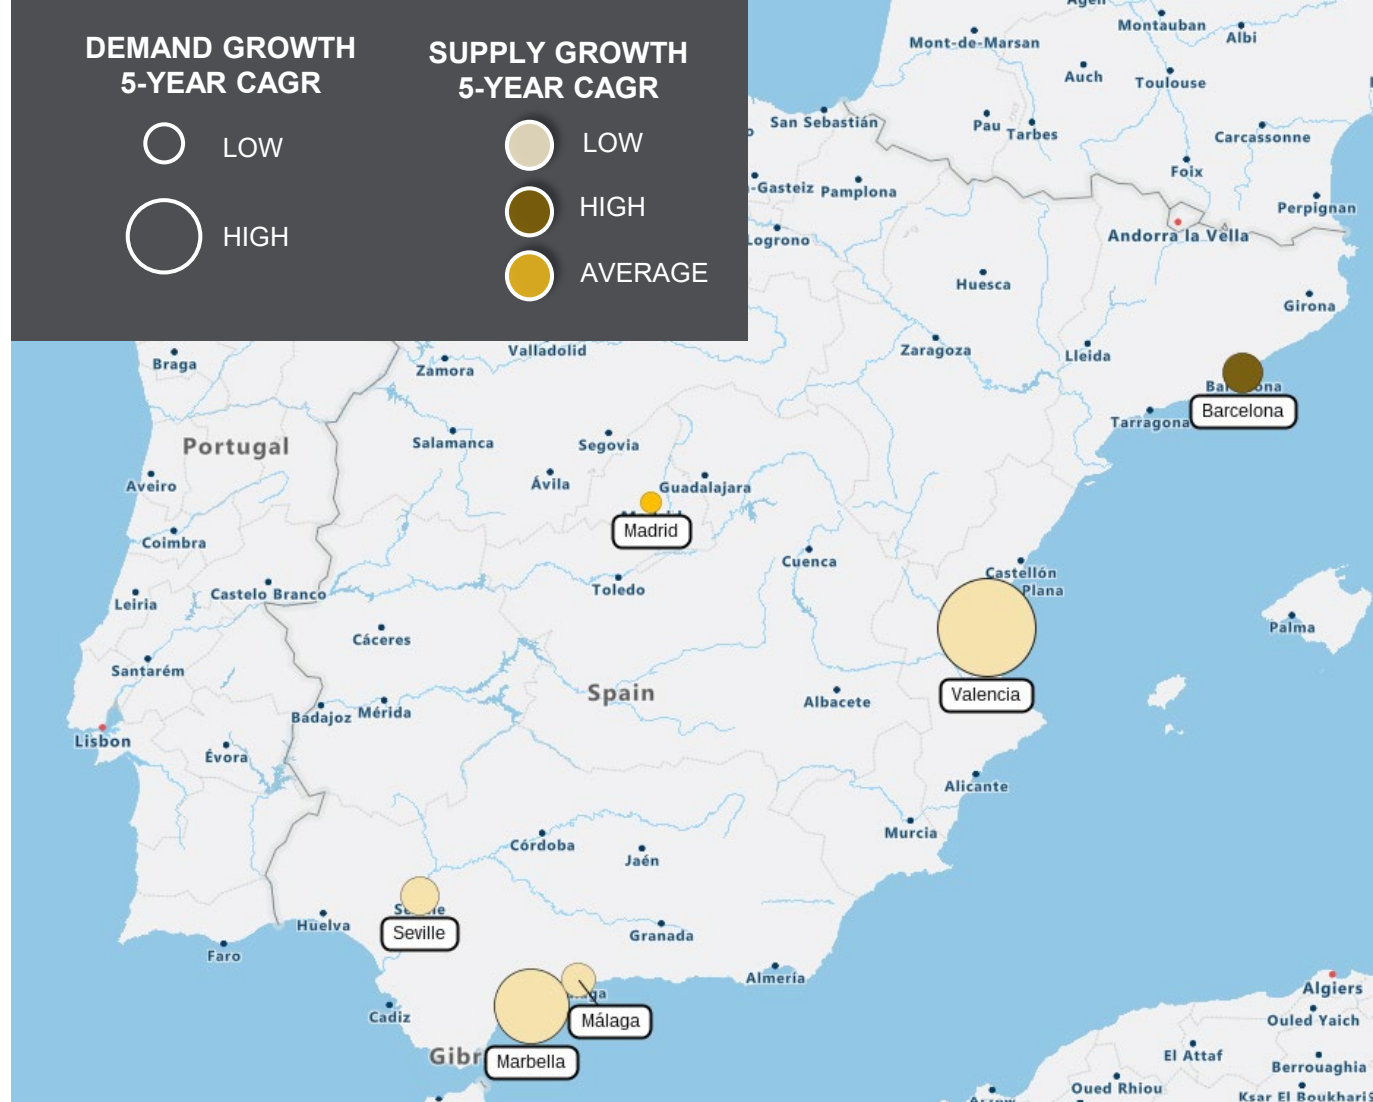 DEMAND GROWTH
5-YEAR CAGR
LOW
HIGH
SUPPLY GROWTH
5-YEAR CAGR
LOW
HIGH
AVERAGE
Montauban
Albi
Mont-de-Marsan
Auch
Toulouse
San Sebastián
Pau
Tarbes
Carcassonne
Foix
-Gasteiz
Pamplona
Perpignan
Logrono
Andorra la Vella
Huesca
Girona
Valladolid
Zaragoza
Lleida
Braga
Zamora
Barcelona
Tarragona
Portugal
Salamanca
Segovia
Aveiro
Ávila
Guadalajara
Madrid
Coimbra
Cuenca
Castellón
Plana
Leiria
Castelo Branco
Toledo
Palma
Cáceres
Santarém
Spain
Valencia
Badajoz
Mérida
Albacete
Lisbon
Évora
Alicante
Murcia
Córdoba
Jaén
Seville
Huelva
Granada
Faro
Almería
Cadiz
Málaga
Algiers
Ouled Yaich
Gibr
Marbella
El Attaf
Berrouaghia
Oued Rhiou
Ksar El Boukhari